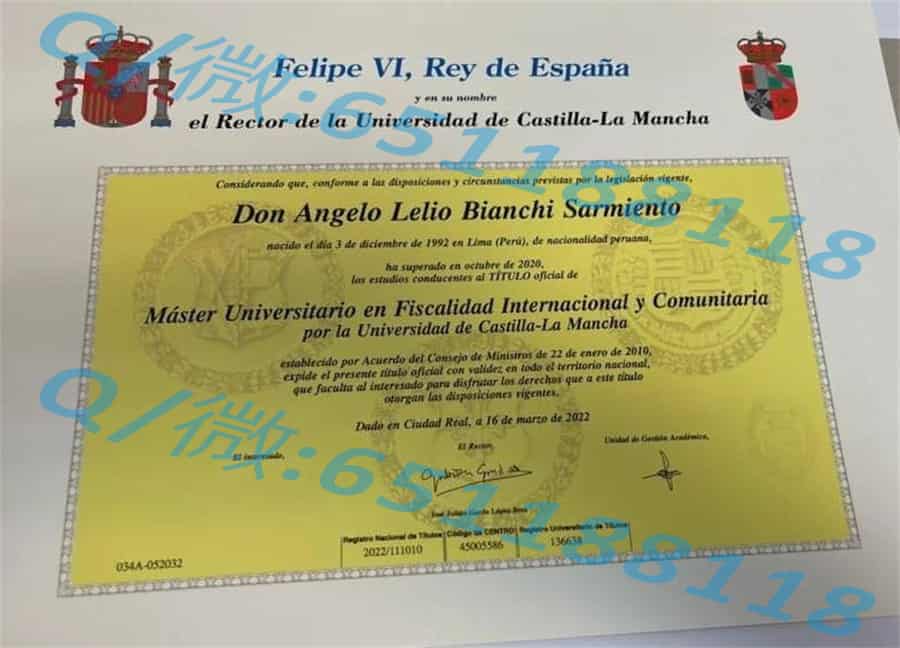 Felipe VI, Rey de España
y en su nombre
el Rector de la Universidad de Castilla-La Mancha
Considerando que, conforme a las disposiciones y circunstancias previstas por la legislación vigente,
Don Angelo Lelio Bianchi Sarmiento
nacido el día 3 de diciembre de 1992 en Lima (Perú), de nacionalidad peruana,
ha superado en octubre de 2020,
los estudios conducentes al TÍTULO oficial de
Máster Universitario en Fiscalidad Internacional y Comunitaria
por la Universidad de Castilla-La Mancha
establecido por Acuerdo del Consejo de Ministros de 22 de enero de 2010,
expide el presente título oficial con validez en todo el territorio nacional,
que faculta al interesado para disfrutar los derechos que a este título
otorgan las disposiciones vigentes.
Dado en Ciudad Real, a 16 de marzo de 2022
El interesado,
El Rector,
Unidad de Gestión Académica,
José Julián Garde López-Brea
Registro Nacional de Títulos Código de CENTRO Registro Universitario de Títulos
2022/111010 45005586 136638
034A-052032
Q/微:651188118
Q/微:651188118